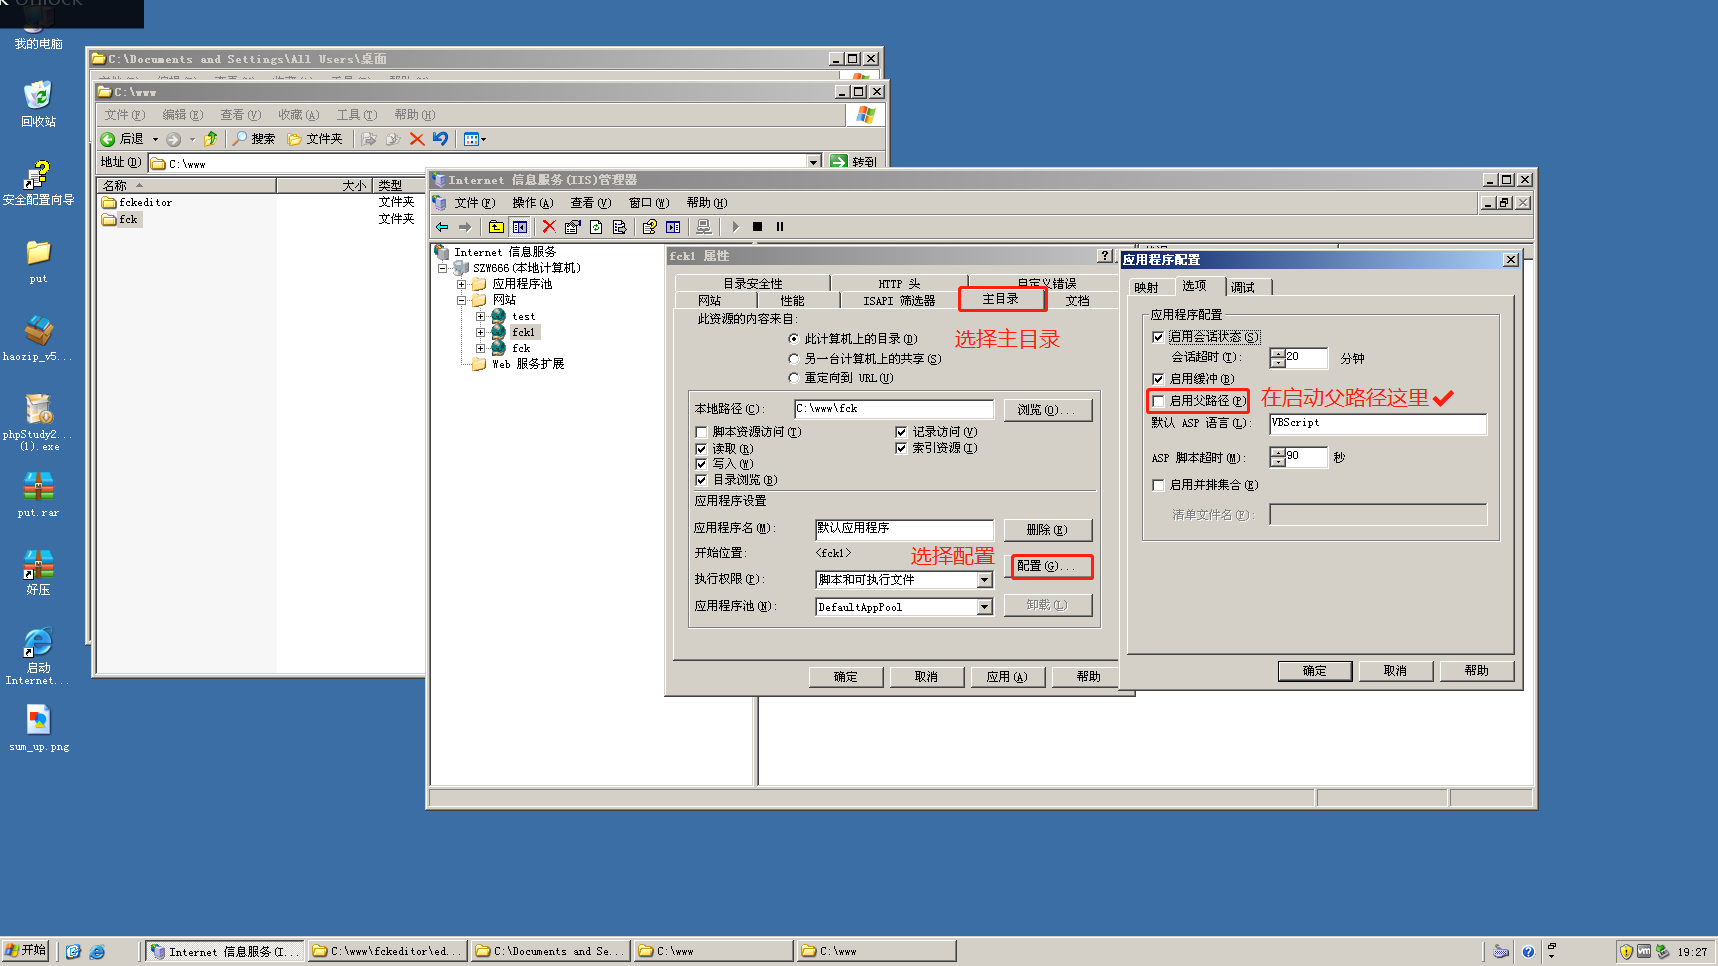 Unlock
我的电脑
回收站
安全配置向导
put
haozip_v5...
phpStudy2...
(1).exe
put.rar
好压
启动
Internet...
sum_up.png
C:\Documents and Settings\All Users\桌面
C:\www
文件(F) 编辑(E) 查看(V) 收藏(A) 工具(T) 帮助(H)
后退 搜索 文件夹
地址(D) C:\www 转到
名称 大小 类型
fckeditor 文件夹
fck 文件夹
Internet 信息服务(IIS)管理器
文件(F) 操作(A) 查看(V) 窗口(W) 帮助(H)
Internet 信息服务
SZW666(本地计算机)
应用程序池
网站
test
fck1
fck
Web 服务扩展
fck1 属性
目录安全性 HTTP 头 自定义错误
网站 性能 ISAPI 筛选器 主目录 文档
此资源的内容来自:
选择主目录
此计算机上的目录(D)
另一台计算机上的共享(S)
重定向到 URL(U)
本地路径(C): C:\www\fck 浏览(O)...
脚本资源访问(T) 记录访问(V)
读取(R) 索引资源(I)
写入(W)
目录浏览(B)
应用程序设置
应用程序名(M): 默认应用程序 删除(E)
开始位置: <fck1> 选择配置
配置(G)...
执行权限(P): 脚本和可执行文件
应用程序池(N): DefaultAppPool 卸载(L)
确定 取消 应用(A) 帮助
应用程序配置
映射 选项 调试
应用程序配置
启用会话状态(S)
会话超时(T): 20 分钟
启用缓冲(B)
启用父路径(P) 在启动父路径这里
默认 ASP 语言(L): VBScript
ASP 脚本超时(M): 90 秒
启用并排集合(E)
清单文件名(F):
确定 取消 帮助
开始 Internet 信息服务(I... C:\www\fckeditor\ed... C:\Documents and Se... C:\www C:\www 19:27